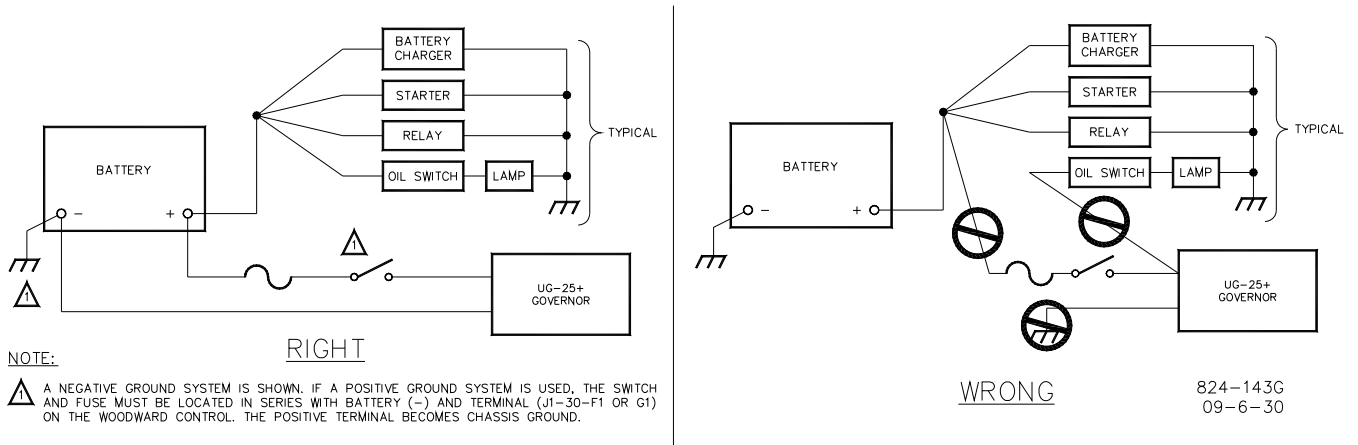 BATTERY
CHARGER
STARTER
RELAY
OIL SWITCH
LAMP
TYPICAL
BATTERY
-
+
1
1
UG-25+
GOVERNOR
RIGHT
NOTE:
1 A NEGATIVE GROUND SYSTEM IS SHOWN. IF A POSITIVE GROUND SYSTEM IS USED, THE SWITCH
AND FUSE MUST BE LOCATED IN SERIES WITH BATTERY (-) AND TERMINAL (J1-30-F1 OR G1)
ON THE WOODWARD CONTROL. THE POSITIVE TERMINAL BECOMES CHASSIS GROUND.
BATTERY
CHARGER
STARTER
RELAY
OIL SWITCH
LAMP
TYPICAL
BATTERY
-
+
UG-25+
GOVERNOR
WRONG
824-143G
09-6-30